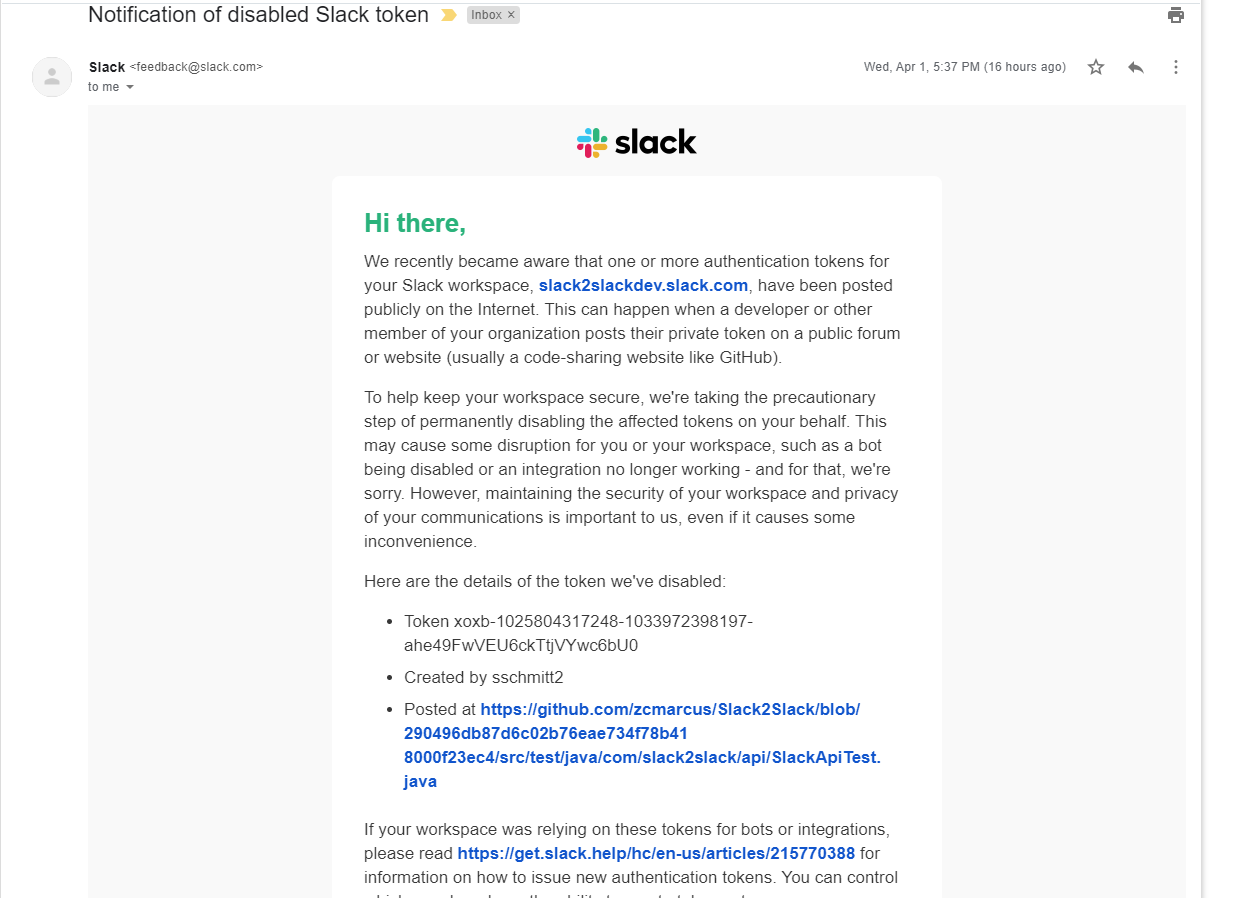 Notification of disabled Slack token
Inbox ×
Slack <feedback@slack.com>
Wed, Apr 1, 5:37 PM (16 hours ago)
to me
slack
Hi there,
We recently became aware that one or more authentication tokens for
your Slack workspace, slack2slackdev.slack.com, have been posted
publicly on the Internet. This can happen when a developer or other
member of your organization posts their private token on a public forum
or website (usually a code-sharing website like GitHub).
To help keep your workspace secure, we're taking the precautionary
step of permanently disabling the affected tokens on your behalf. This
may cause some disruption for you or your workspace, such as a bot
being disabled or an integration no longer working - and for that, we're
sorry. However, maintaining the security of your workspace and privacy
of your communications is important to us, even if it causes some
inconvenience.
Here are the details of the token we've disabled:
• Token xoxb-1025804317248-1033972398197-
ahe49FwVEU6ckTtjVYwc6bU0
• Created by sschmitt2
• Posted at https://github.com/zcmarcus/Slack2Slack/blob/
290496db87d6c02b76eae734f78b41
8000f23ec4/src/test/java/com/slack2slack/api/SlackApiTest.
java
If your workspace was relying on these tokens for bots or integrations,
please read https://get.slack.help/hc/en-us/articles/215770388 for
information on how to issue new authentication tokens. You can control